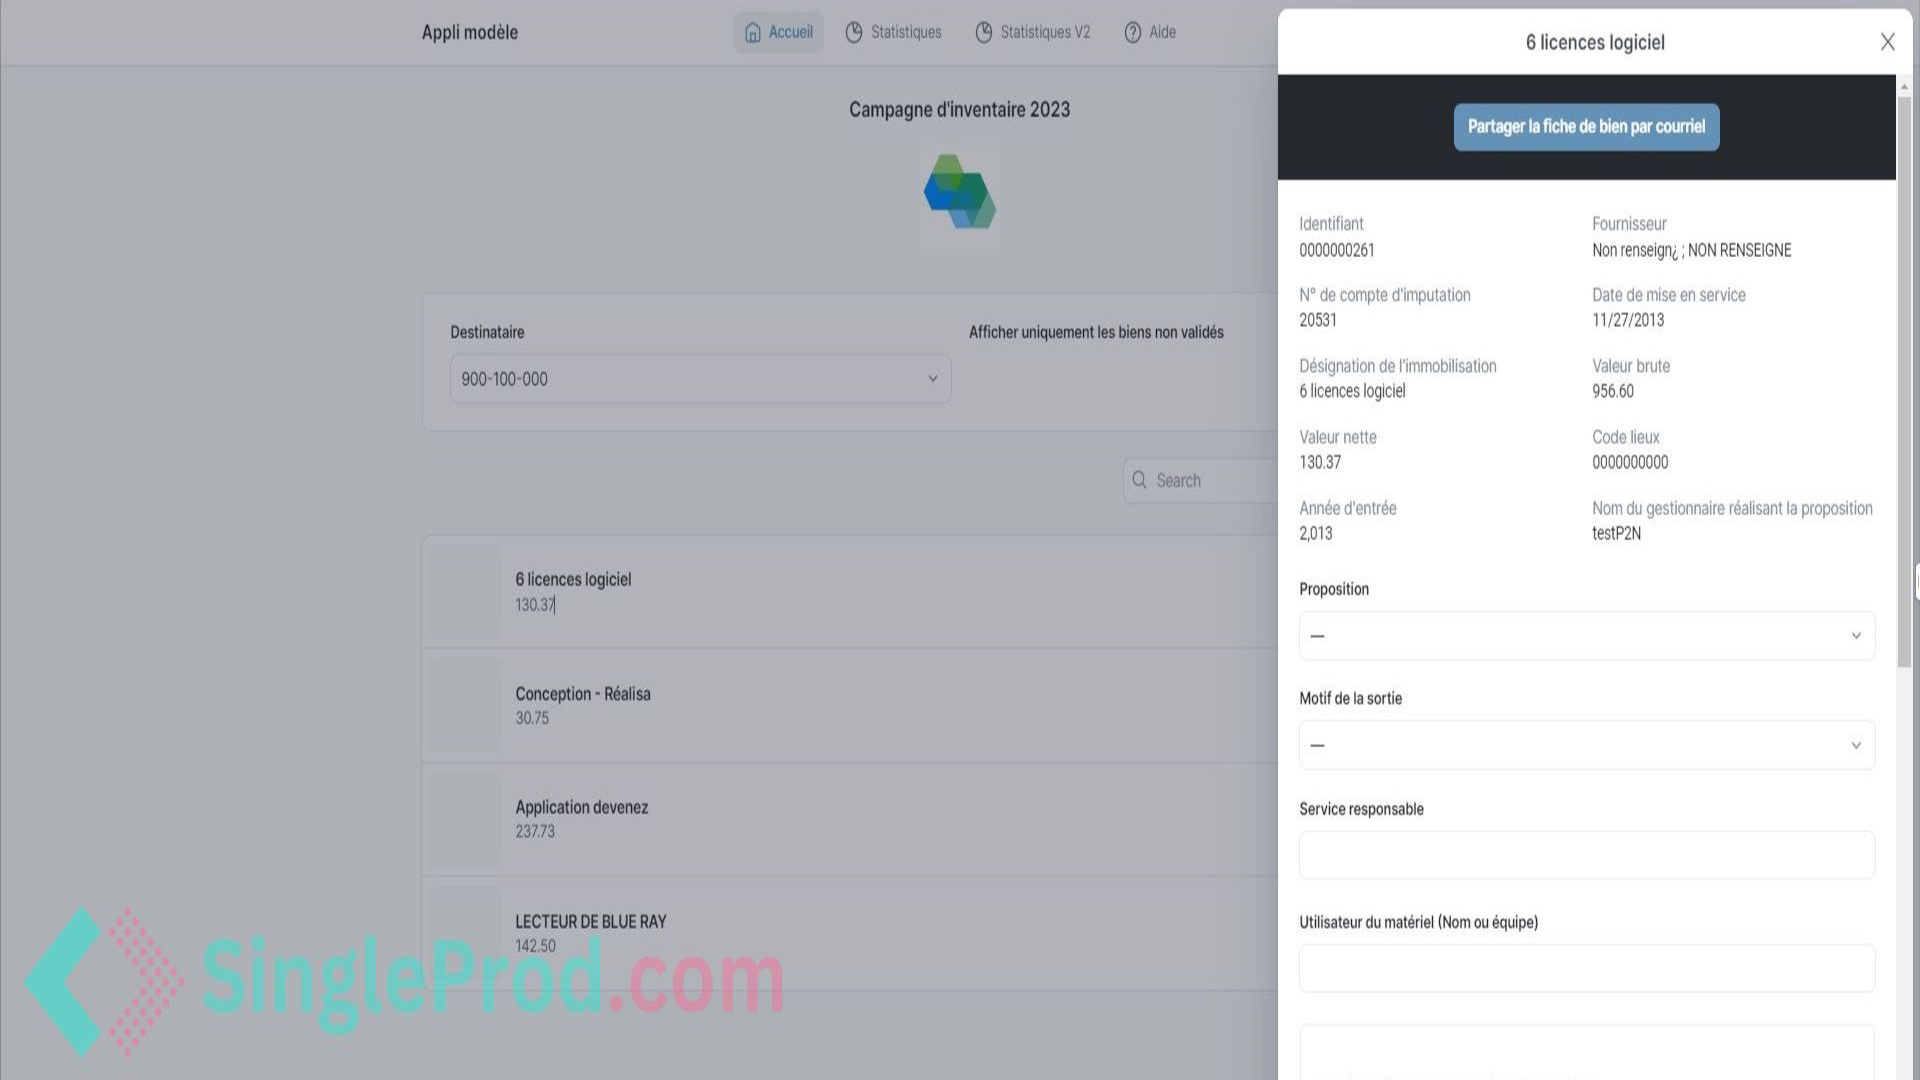 Appli modèle
Accueil
Statistiques
Statistiques V2
Aide
Campagne d'inventaire 2023
Destinataire
900-100-000
Afficher uniquement les biens non validés
Search
6 licences logiciel
130.37
Conception - Réalisa
30.75
Application devenez
237.73
LECTEUR DE BLUE RAY
142.50
SingleProd.com
6 licences logiciel
Partager la fiche de bien par courriel
Identifiant
0000000261
Fournisseur
Non renseign¿ ; NON RENSEIGNE
N° de compte d'imputation
20531
Date de mise en service
11/27/2013
Désignation de l'immobilisation
6 licences logiciel
Valeur brute
956.60
Valeur nette
130.37
Code lieux
0000000000
Année d'entrée
2,013
Nom du gestionnaire réalisant la proposition
testP2N
Proposition
—
Motif de la sortie
—
Service responsable
Utilisateur du matériel (Nom ou équipe)